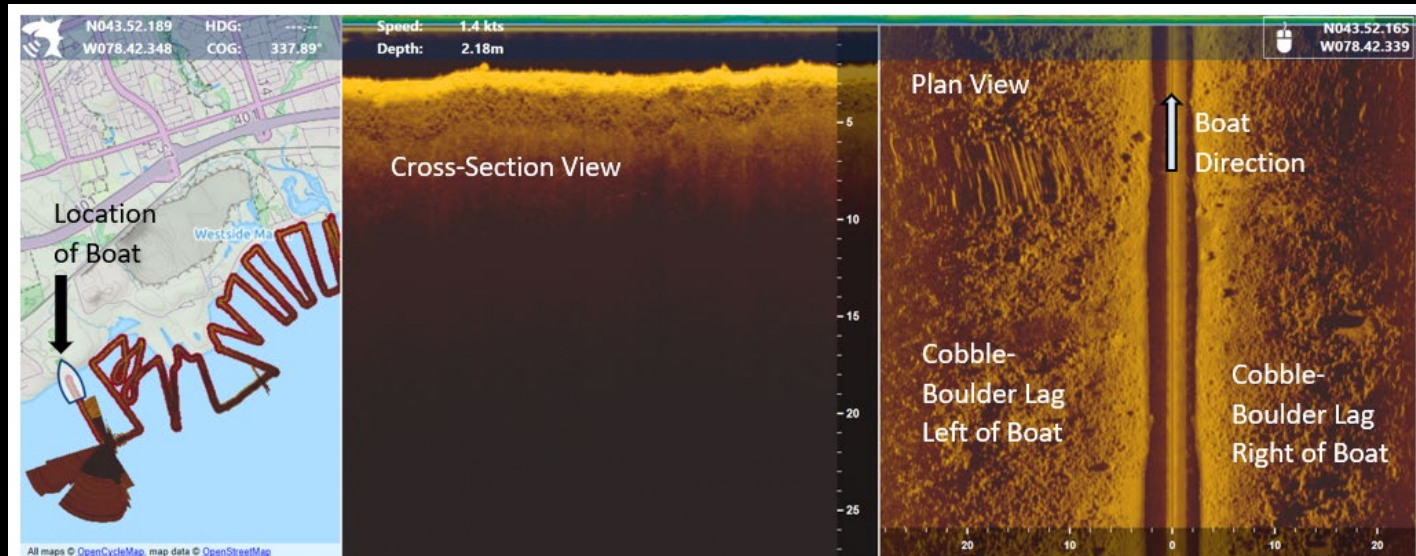 N043.52.189 HDG: ---.--
W078.42.348 COG: 337.89°
Location
of Boat
40
401
Westside Ma
All maps © OpenCycleMap, map data © OpenStreetMap
Speed: 1.4 kts
Depth: 2.18m
Cross-Section View
5
10
15
20
25
N043.52.165
W078.42.339
Plan View
Boat
Direction
Cobble-
Boulder Lag
Left of Boat
Cobble-
Boulder Lag
Right of Boat
20 10 0 10 20